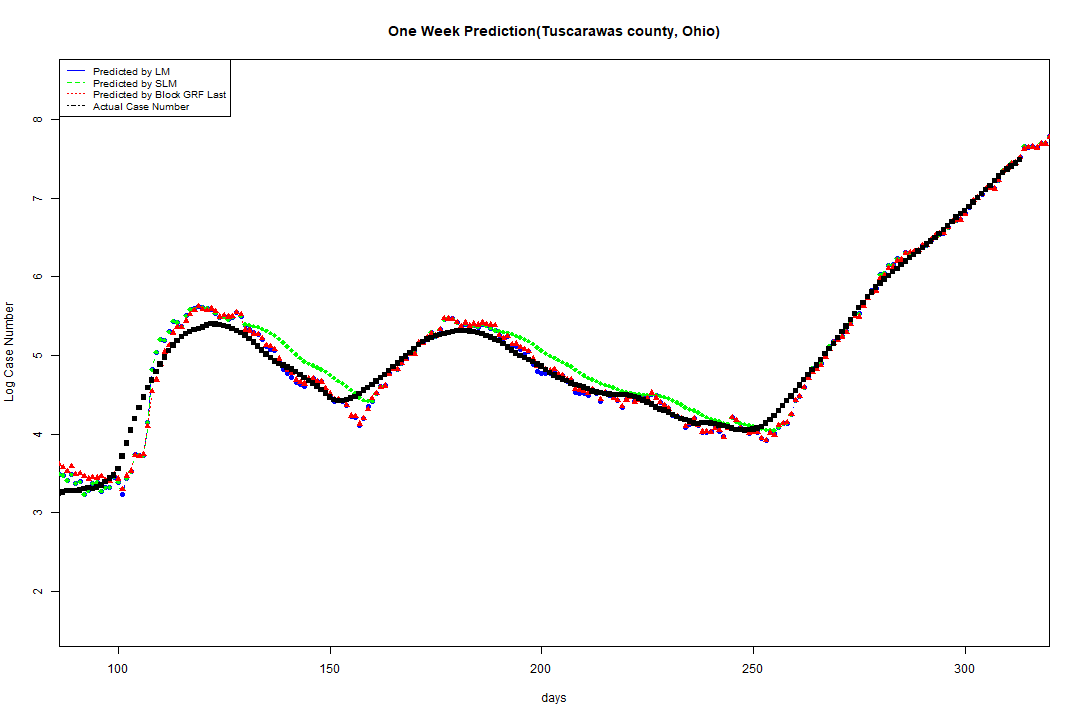 One Week Prediction(Tuscarawas county, Ohio)
Predicted by LM
Predicted by SLM
Predicted by Block GRF Last
Actual Case Number
8
7
6
5
4
3
2
Log Case Number
100 150 200 250 300
days